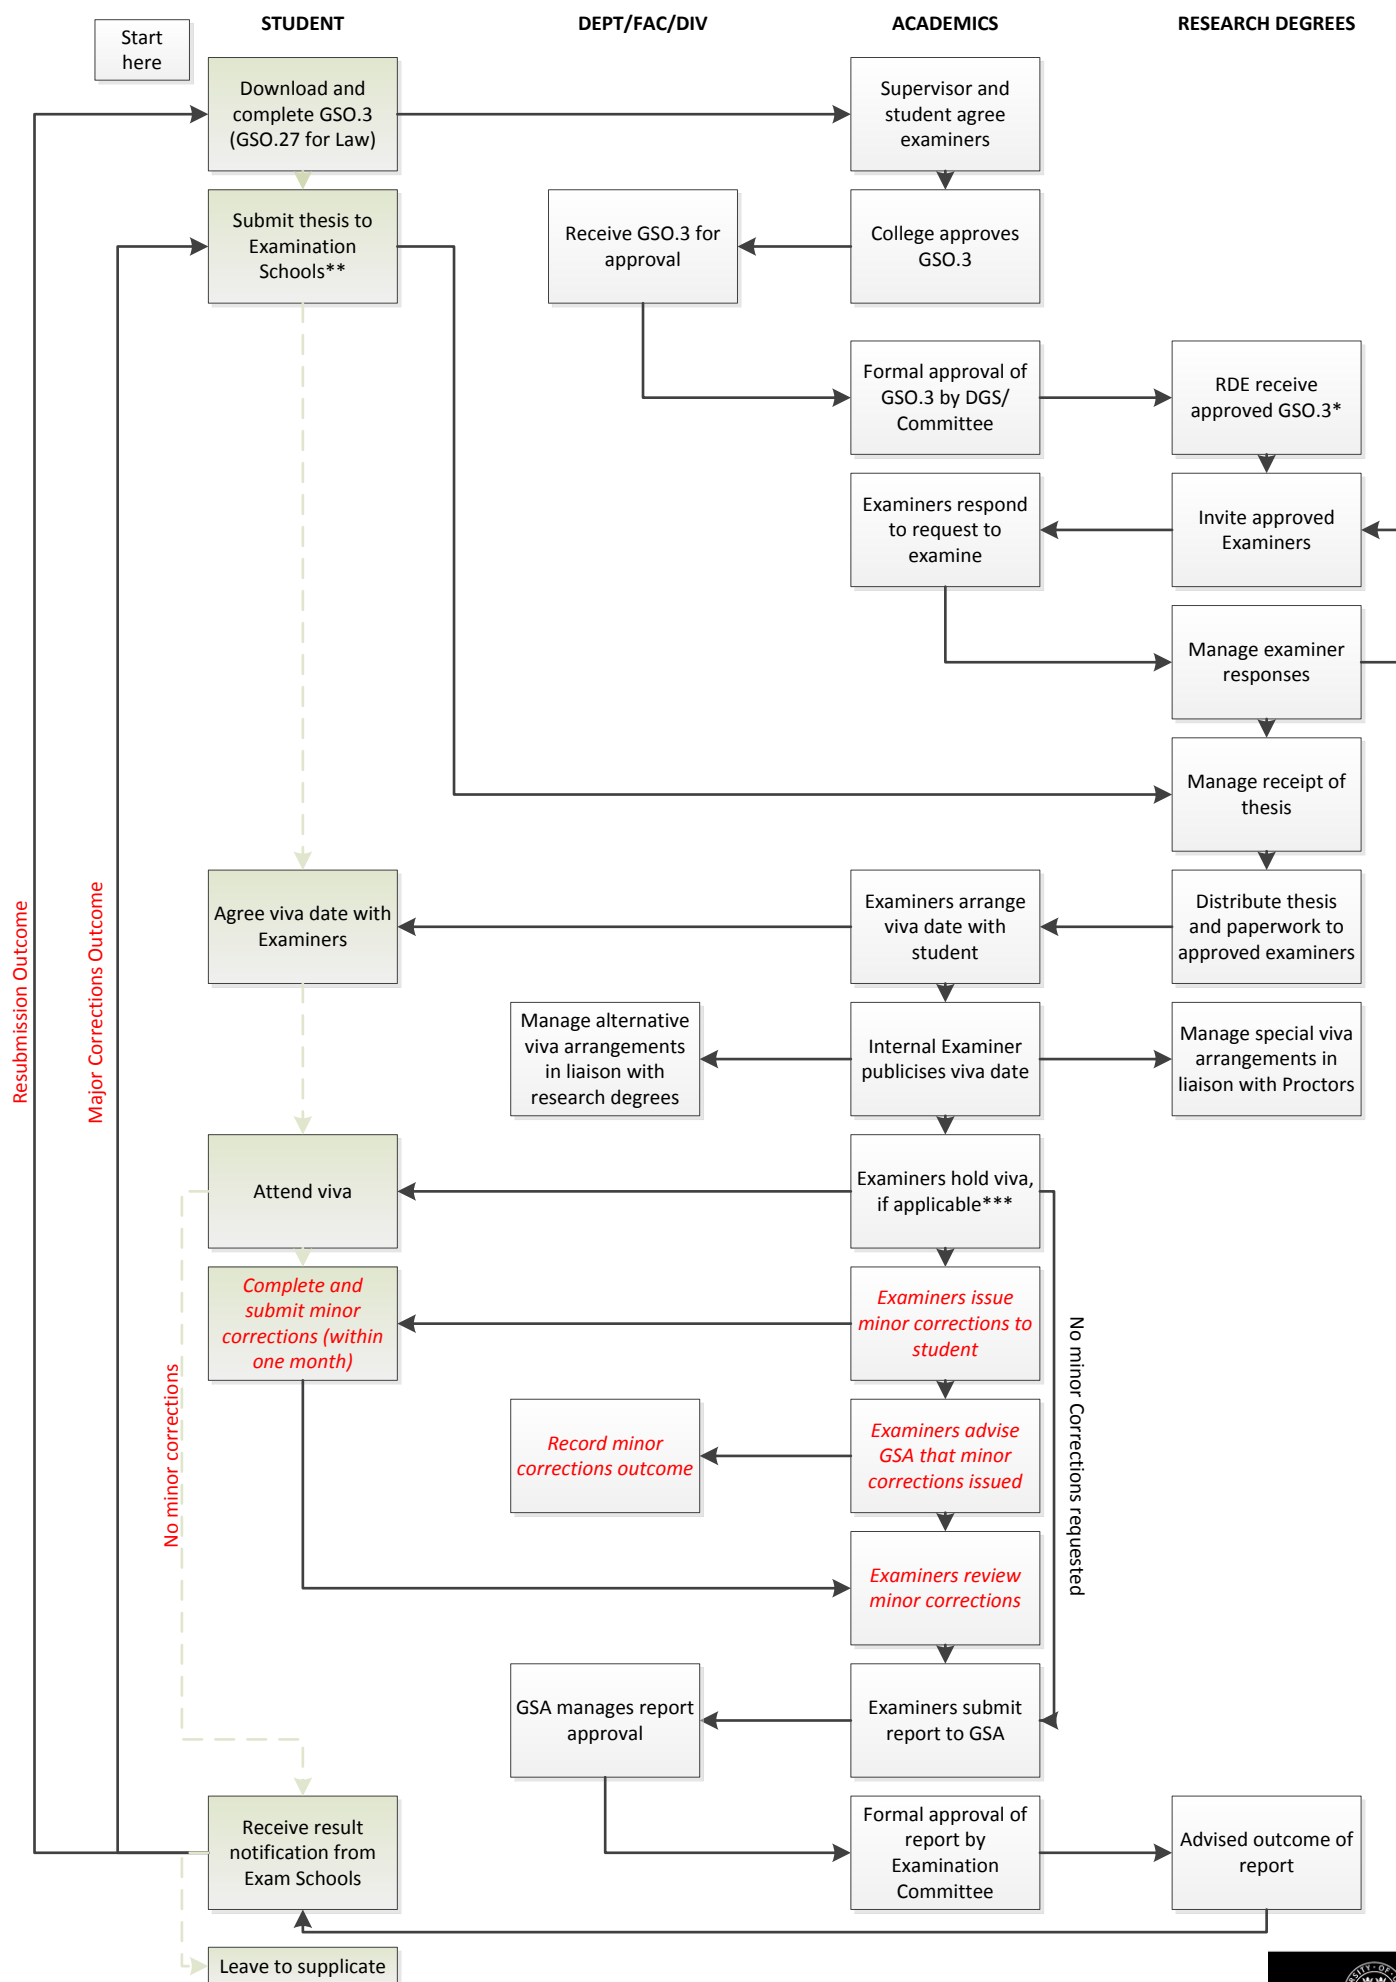 STUDENT
DEPT/FAC/DIV
ACADEMICS
RESEARCH DEGREES
Start
here
Download and
complete GSO.3
(GSO.27 for Law)
Supervisor and
student agree
examiners
Submit thesis to
Examination
Schools**
Receive GSO.3 for
approval
College approves
GSO.3
Formal approval of
GSO.3 by DGS/
Committee
RDE receive
approved GSO.3*
Examiners respond
to request to
examine
Invite approved
Examiners
Manage examiner
responses
Manage receipt of
thesis
Resubmission Outcome
Major Corrections Outcome
Agree viva date with
Examiners
Examiners arrange
viva date with
student
Distribute thesis
and paperwork to
approved examiners
Manage alternative
viva arrangements
in liaison with
research degrees
Internal Examiner
publicises viva date
Manage special viva
arrangements in
liaison with Proctors
Attend viva
Examiners hold viva,
if applicable***
Complete and
submit minor
corrections (within
one month)
Examiners issue
minor corrections to
student
No minor corrections
No minor Corrections requested
Record minor
corrections outcome
Examiners advise
GSA that minor
corrections issued
Examiners review
minor corrections
GSA manages report
approval
Examiners submit
report to GSA
Receive result
notification from
Exam Schools
Formal approval of
report by
Examination
Committee
Advised outcome of
report
Leave to supplicate